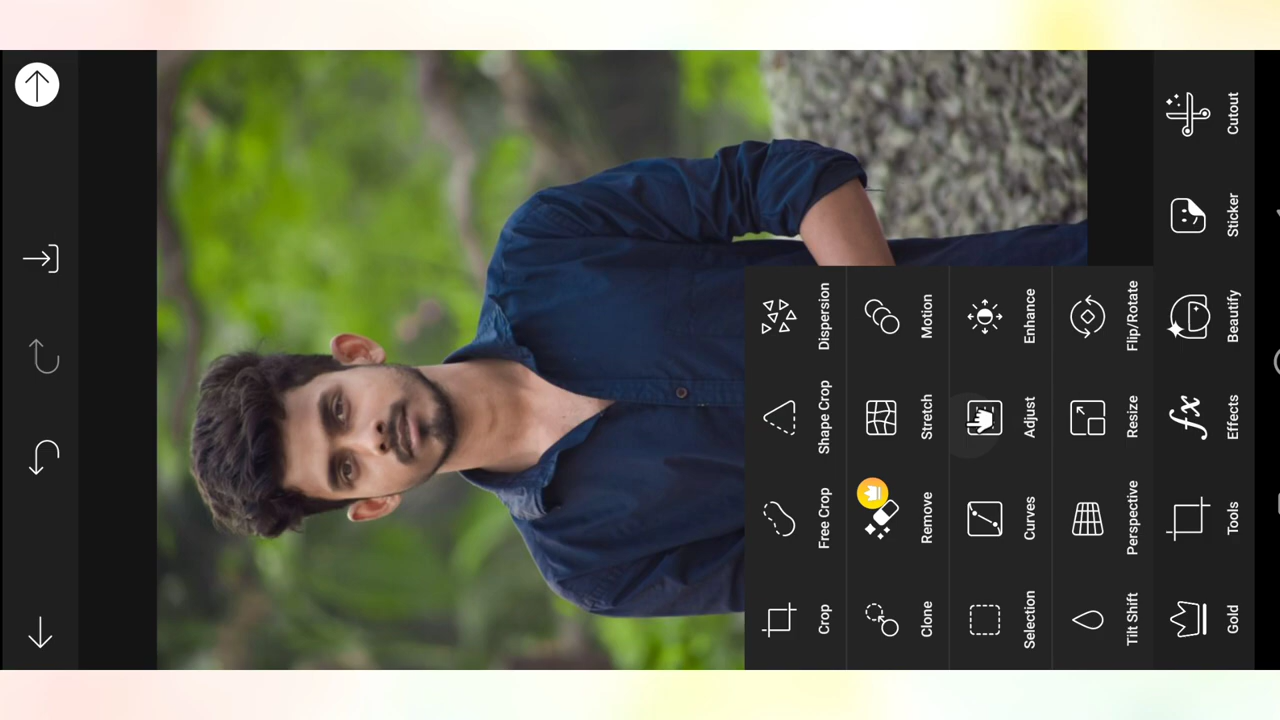 Crop
Free Crop
Shape Crop
Dispersion
Clone
Remove
Stretch
Motion
Selection
Curves
Adjust
Enhance
Tilt Shift
Perspective
Resize
Flip/Rotate
Gold
Tools
fx
Effects
Beautify
Sticker
Cutout